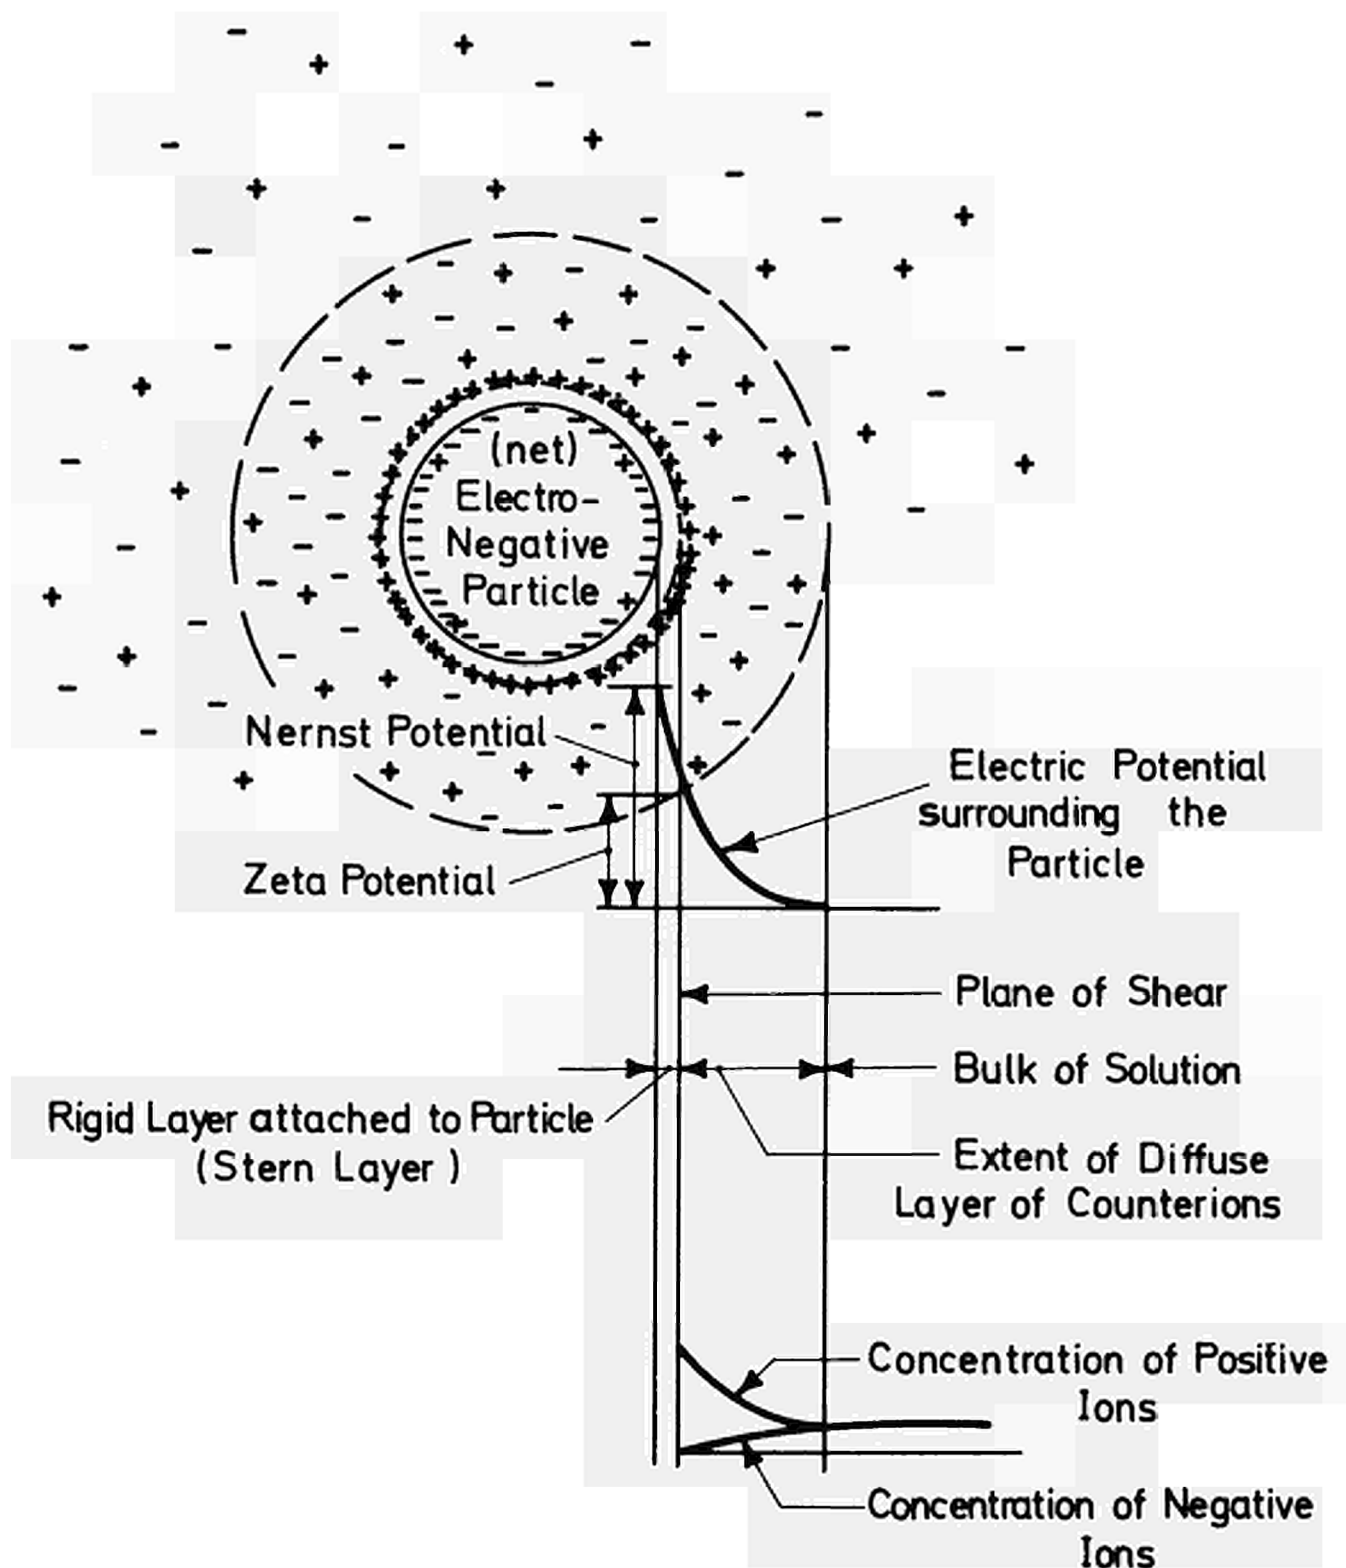 (net)
Electro-
Negative
Particle
Nernst Potential
Zeta Potential
Electric Potential
surrounding the
Particle
Plane of Shear
Bulk of Solution
Rigid Layer attached to Particle
(Stern Layer)
Extent of Diffuse
Layer of Counterions
Concentration of Positive
Ions
Concentration of Negative
Ions